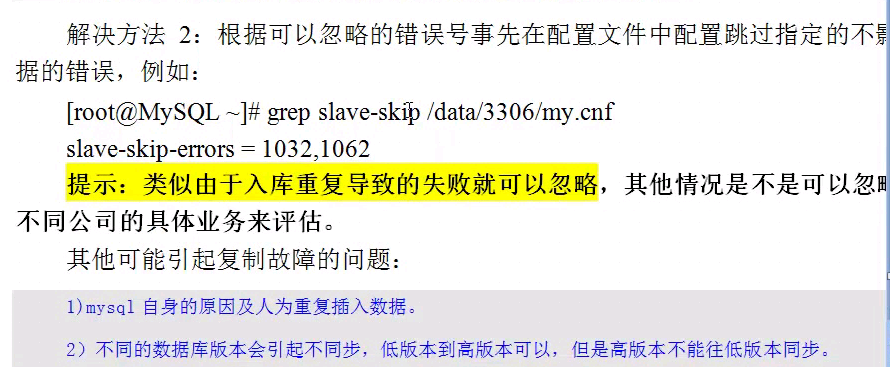 解决方法 2：根据可以忽略的错误号事先在配置文件中配置跳过指定的不
据的错误，例如：
[root@MySQL ~]# grep slave-skip /data/3306/my.cnf
slave-skip-errors = 1032,1062
提示：类似由于入库重复导致的失败就可以忽略，其他情况是不是可以忽
不同公司的具体业务来评估。
其他可能引起复制故障的问题：
1)mysql 自身的原因及人为重复插入数据。
2）不同的数据库版本会引起不同步，低版本到高版本可以，但是高版本不能往低版本同步。